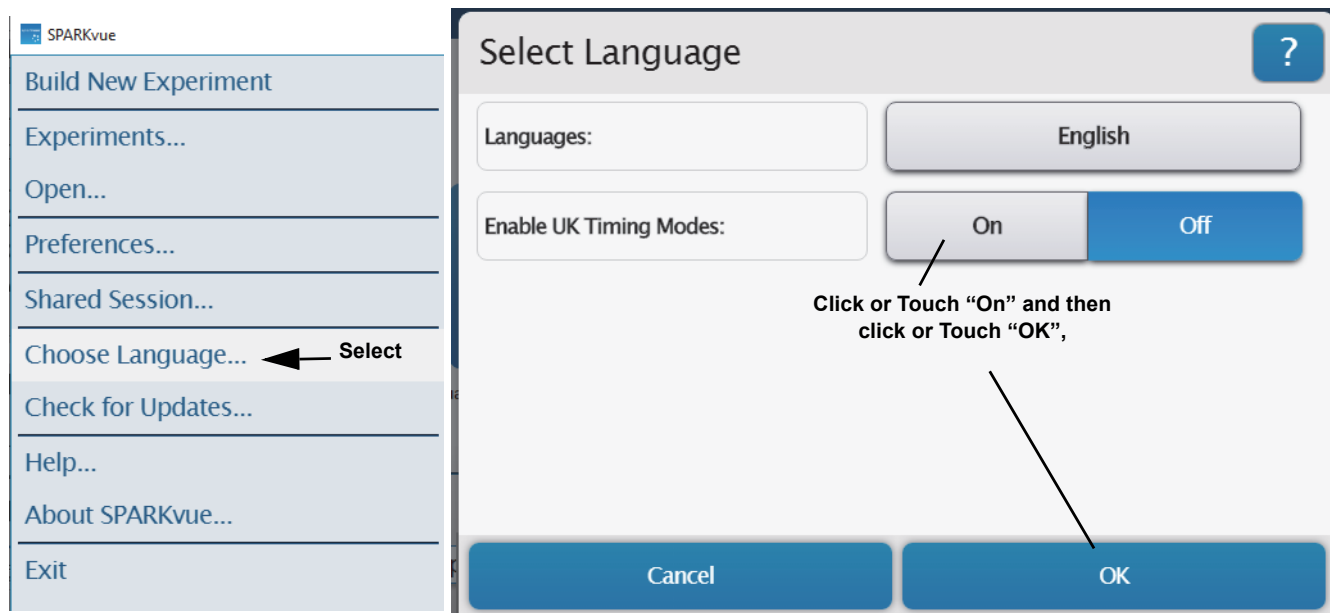 SPARKvue
Build New Experiment
Experiments...
Open...
Preferences...
Shared Session...
Choose Language...
Select
Check for Updates...
Help...
About SPARKvue...
Exit
Select Language
?
Languages:
English
Enable UK Timing Modes:
On
Off
Click or Touch “On” and then
click or Touch “OK”,
Cancel
OK